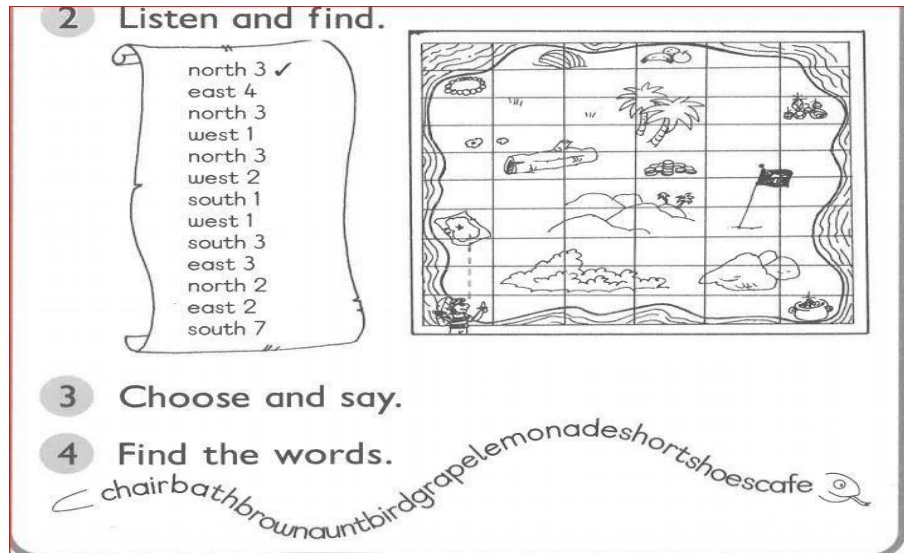 2 Listen and find.
north 3 ✓
east 4
north 3
west 1
north 3
west 2
south 1
west 1
south 3
east 3
north 2
east 2
south 7
3 Choose and say.
4 Find the words.
chairbathbrownauntbirdgrapelemonadeshortshoescafe